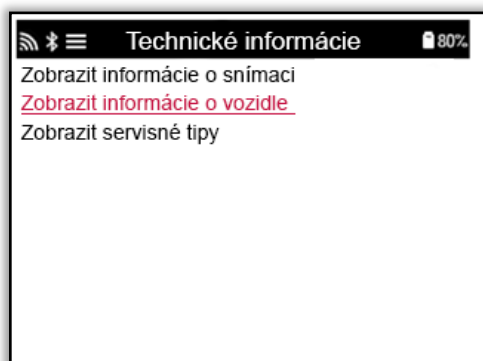 Technické informácie 80%
Zobrazit informácie o snímaci
Zobrazit informácie o vozidle
Zobrazit servisné tipy